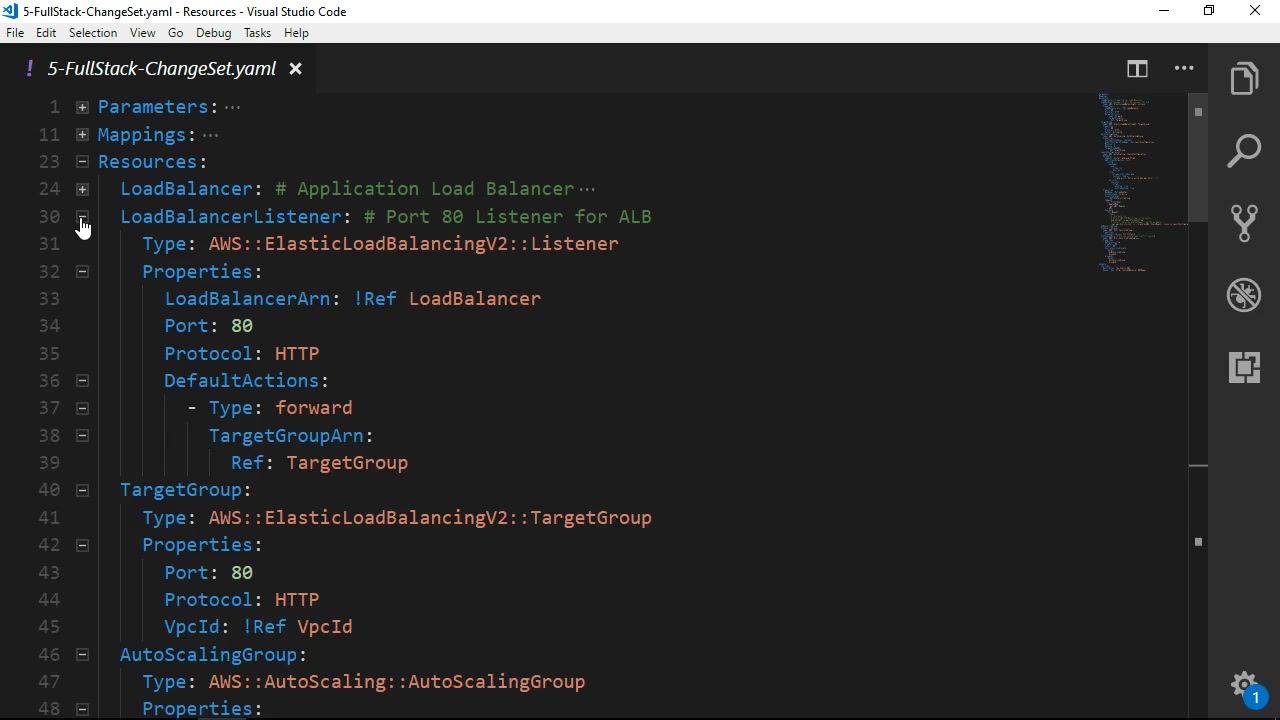 5-FullStack-ChangeSet.yaml - Resources - Visual Studio Code
File Edit Selection View Go Debug Tasks Help
! 5-FullStack-ChangeSet.yaml ×
1 Parameters: ···
11 Mappings: ···
23 Resources:
24 LoadBalancer: # Application Load Balancer ···
30 LoadBalancerListener: # Port 80 Listener for ALB
31 Type: AWS::ElasticLoadBalancingV2::Listener
32 Properties:
33 LoadBalancerArn: !Ref LoadBalancer
34 Port: 80
35 Protocol: HTTP
36 DefaultActions:
37 - Type: forward
38 TargetGroupArn:
39 Ref: TargetGroup
40 TargetGroup:
41 Type: AWS::ElasticLoadBalancingV2::TargetGroup
42 Properties:
43 Port: 80
44 Protocol: HTTP
45 VpcId: !Ref VpcId
46 AutoScalingGroup:
47 Type: AWS::AutoScaling::AutoScalingGroup
48 Properties:
1